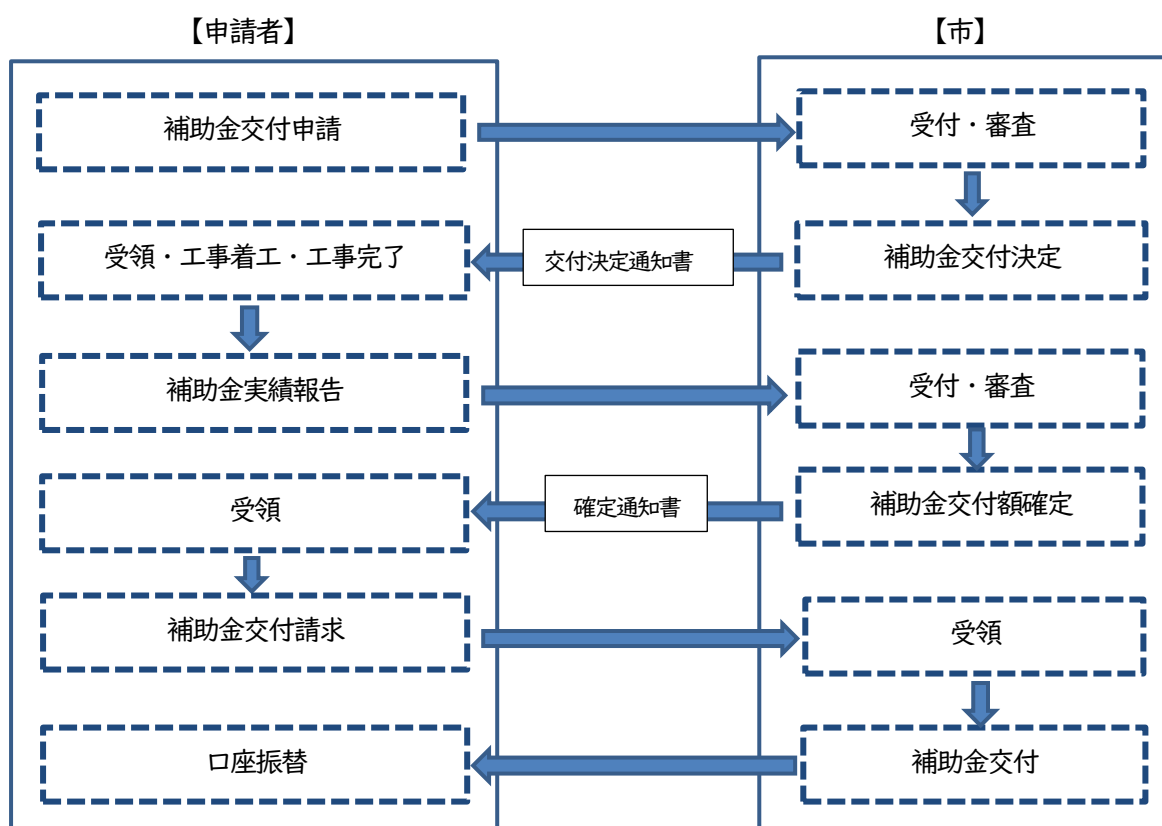 【申請者】
【市】
補助金交付申請
受付・審査
受領・工事着工・工事完了
交付決定通知書
補助金交付決定
補助金実績報告
受付・審査
受領
確定通知書
補助金交付額確定
補助金交付請求
受領
口座振替
補助金交付